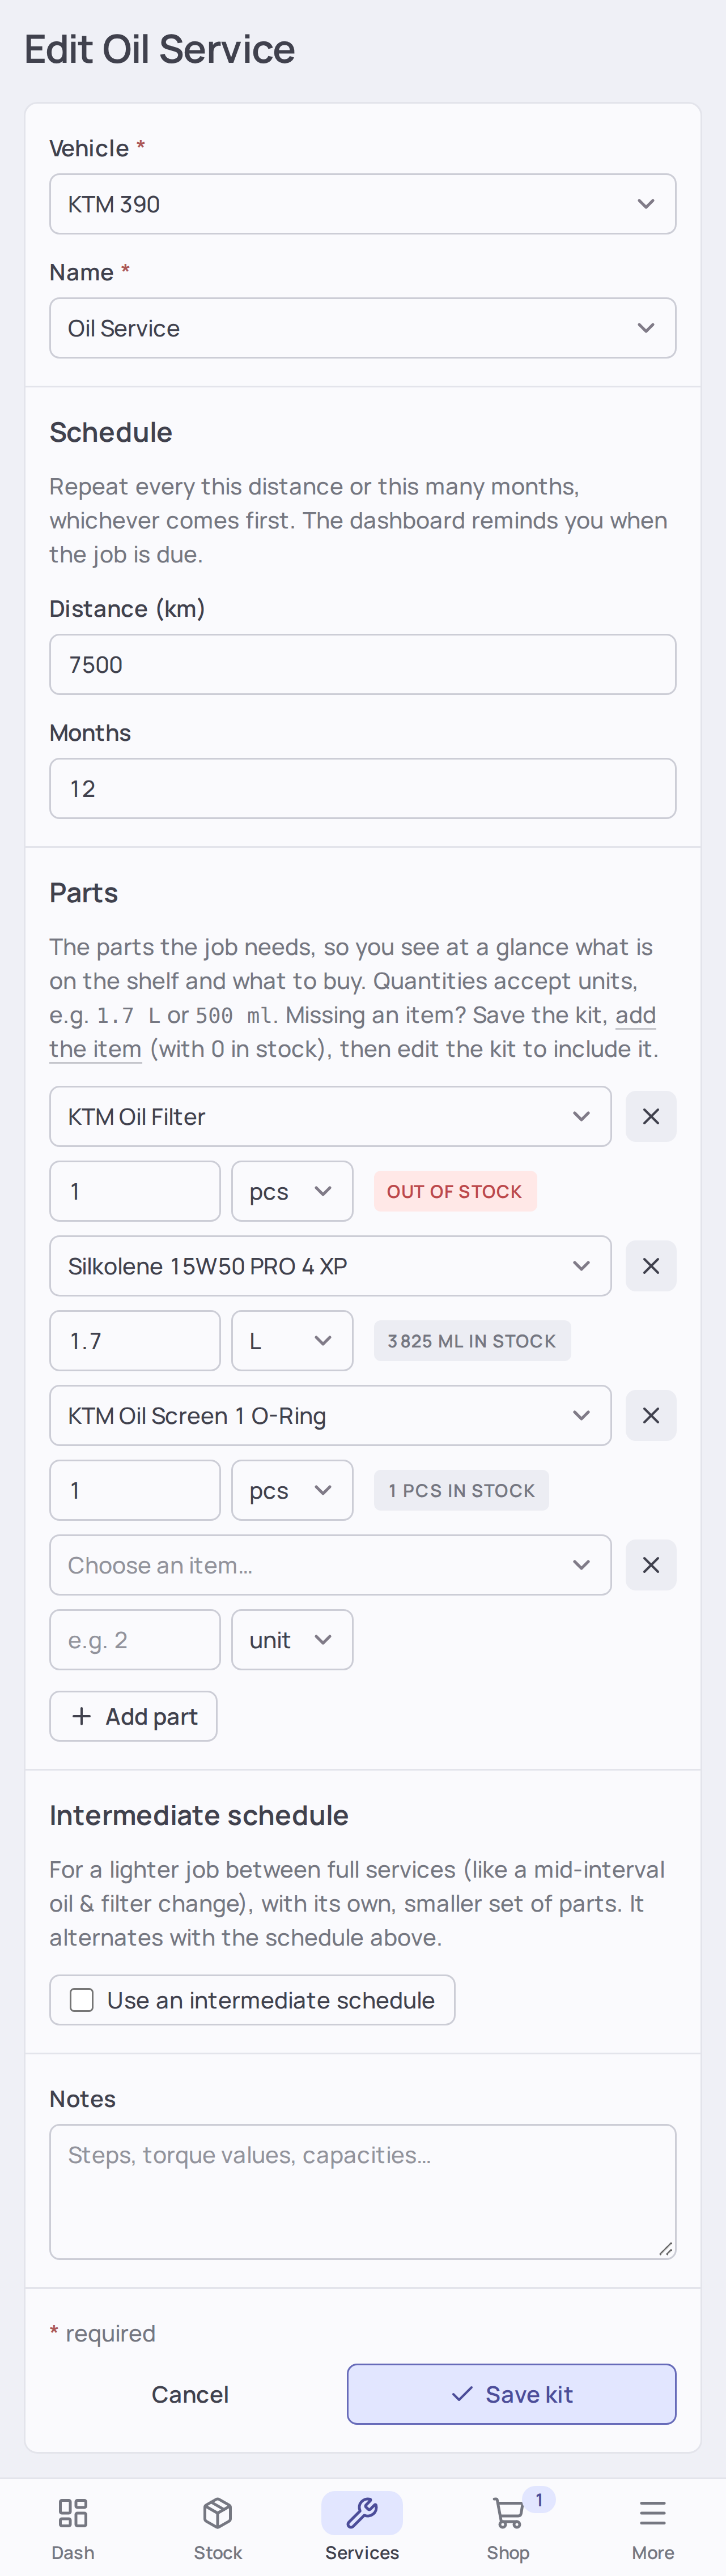 Edit Oil Service
Vehicle *
KTM 390
Name *
Oil Service
Schedule
Repeat every this distance or this many months,
whichever comes first. The dashboard reminds you when
the job is due.
Distance (km)
7500
Months
12
Parts
The parts the job needs, so you see at a glance what is
on the shelf and what to buy. Quantities accept units,
e.g. 1.7 L or 500 ml. Missing an item? Save the kit, add
the item (with 0 in stock), then edit the kit to include it.
KTM Oil Filter
1 pcs OUT OF STOCK
Silkolene 15W50 PRO 4 XP
1.7 L 3825 ML IN STOCK
KTM Oil Screen 1 O-Ring
1 pcs 1 PCS IN STOCK
Choose an item…
e.g. 2 unit
Add part
Intermediate schedule
For a lighter job between full services (like a mid-interval
oil & filter change), with its own, smaller set of parts. It
alternates with the schedule above.
Use an intermediate schedule
Notes
Steps, torque values, capacities…
* required
Cancel Save kit
1
Dash Stock Services Shop More